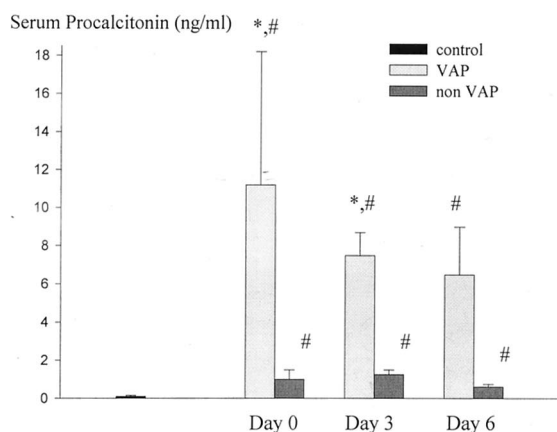 Serum Procalcitonin (ng/ml)
*,#
control
VAP
non VAP
18
16
14
12
10
8
6
4
2
0
*,#
#
#
#
#
Day 0
Day 3
Day 6